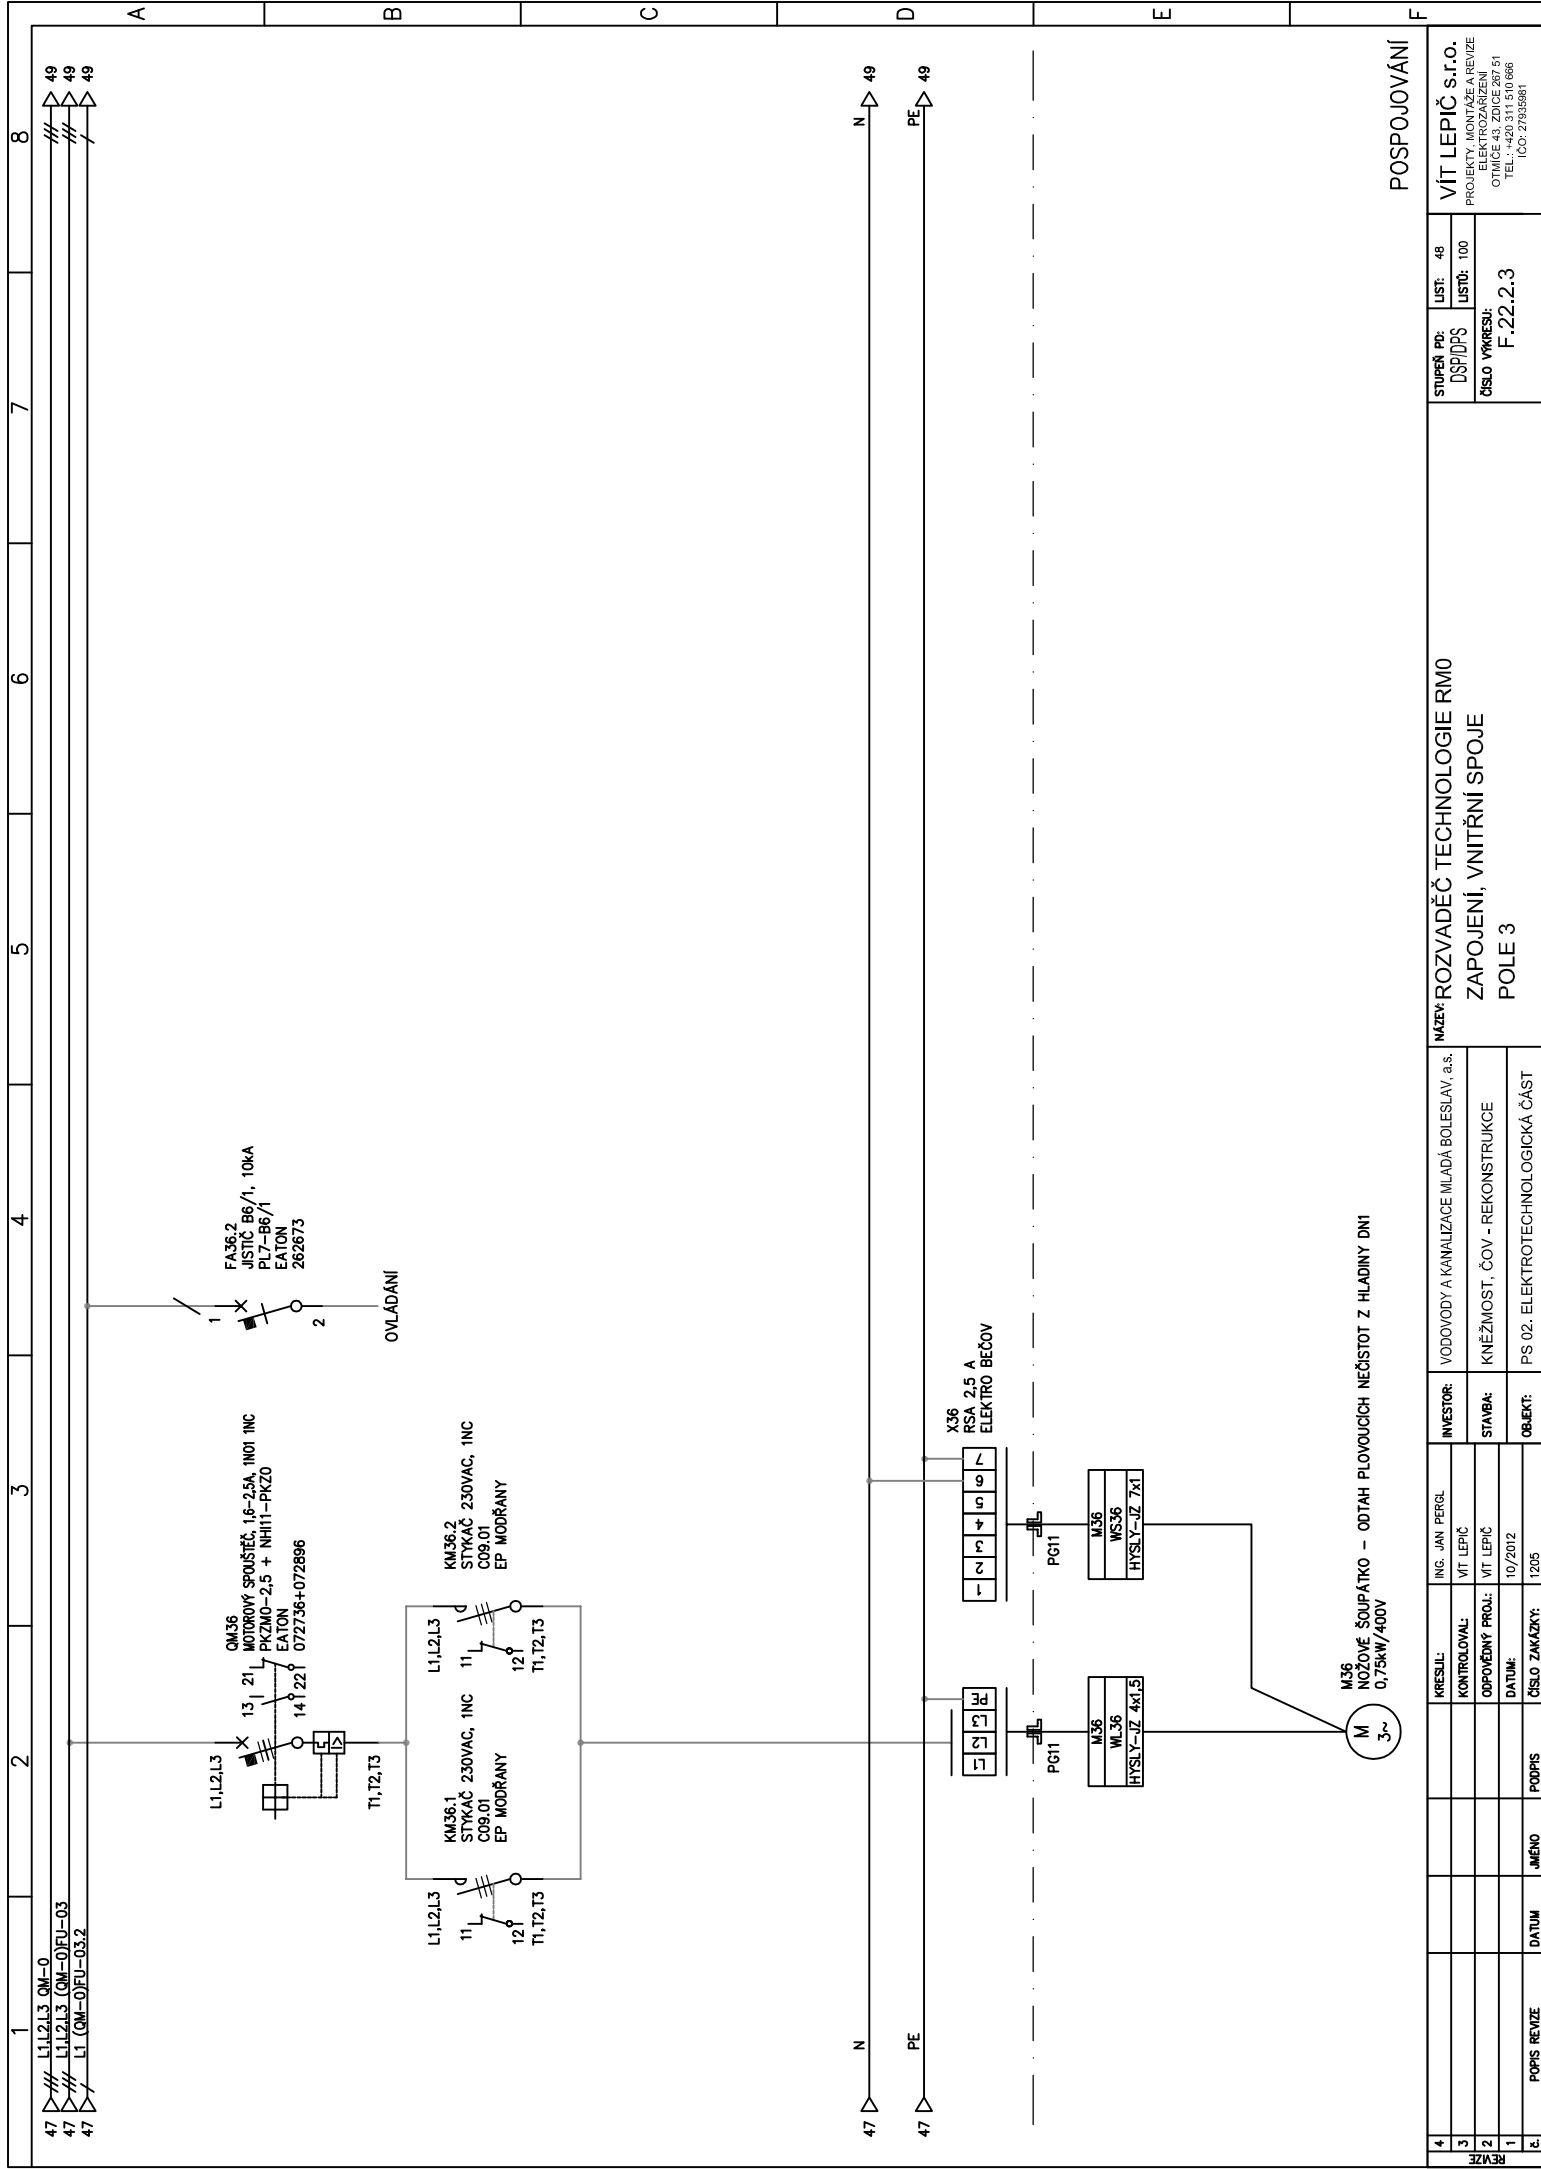 1
2
3
4
5
6
7
8
A
B
C
D
E
F
47
L1,L2,L3 QM-0
49
47
L1,L2,L3 (QM-0)FU-03
49
47
L1 (QM-0)FU-03.2
49
L1,L2,L3
13
21
14
22
QM36
MOTOROVÝ SPOUŠTĚČ, 1,6-2,5A, 1NO1 1NC
PKZM0-2,5 + NHI11-PKZ0
EATON
072736+072896
I>
T1,T2,T3
1
2
FA36.2
JISTIČ B6/1, 10kA
PL7-B6/1
EATON
262673
OVLÁDÁNÍ
L1,L2,L3
11
12
T1,T2,T3
KM36.1
STYKAČ 230VAC, 1NC
C09.01
EP MODŘANY
L1,L2,L3
11
12
T1,T2,T3
KM36.2
STYKAČ 230VAC, 1NC
C09.01
EP MODŘANY
47
N
N
49
47
PE
PE
49
L1
L2
L3
PE
1
2
3
4
5
6
7
X36
RSA 2,5 A
ELEKTRO BEČOV
PG11
PG11
M36
WL36
HYSLY-JZ 4x1,5
M36
WS36
HYSLY-JZ 7x1
M
3~
M36
NOŽOVÉ ŠOUPÁTKO - ODTAH PLOVOUCÍCH NEČISTOT Z HLADINY DN1
0,75kW/400V
POSPOJOVÁNÍ
REVIZE
4
3
2
1
č.
POPIS REVIZE
DATUM
JMÉNO
PODPIS
KRESLIL:
ING. JAN PERGL
KONTROLOVAL:
VÍT LEPIČ
ODPOVĚDNÝ PROJ.:
VÍT LEPIČ
DATUM:
10/2012
ČÍSLO ZAKÁZKY:
1205
INVESTOR:
VODOVODY A KANALIZACE MLADÁ BOLESLAV, a.s.
STAVBA:
KNĚŽMOST, ČOV - REKONSTRUKCE
OBJEKT:
PS 02. ELEKTROTECHNOLOGICKÁ ČÁST
NÁZEV:
ROZVADĚČ TECHNOLOGIE RM0
ZAPOJENÍ, VNITŘNÍ SPOJE
POLE 3
STUPEŇ PD:
DSP/DPS
LIST:
48
LISTŮ:
100
ČÍSLO VÝKRESU:
F.22.2.3
VÍT LEPIČ s.r.o.
PROJEKTY, MONTÁŽE A REVIZE
ELEKTROZAŘÍZENÍ
OTMÍČE 43, ZDICE 267 51
TEL.: +420 311 510 666
IČO: 27935981